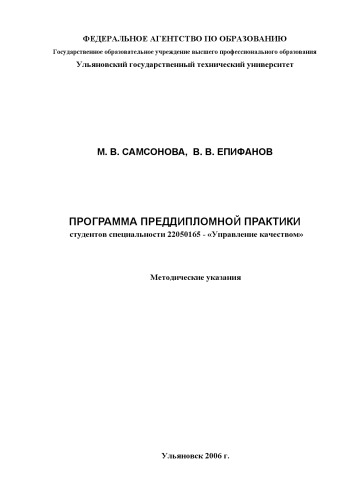 ФЕДЕРАЛЬНОЕ АГЕНТСТВО ПО ОБРАЗОВАНИЮ
Государственное образовательное учреждение высшего профессионального образования
Ульяновский государственный технический университет
М. В. САМСОНОВА, В. В. ЕПИФАНОВ
ПРОГРАММА ПРЕДДИПЛОМНОЙ ПРАКТИКИ
студентов специальности 22050165 - «Управление качеством»
Методические указания
Ульяновск 2006 г.